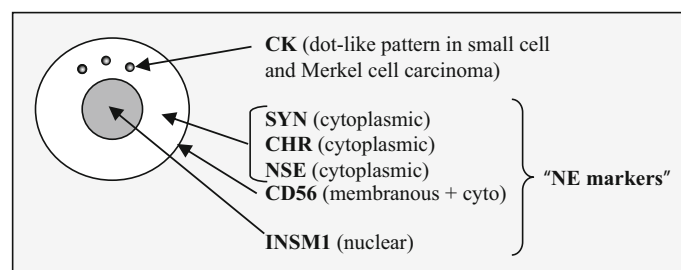 CK (dot-like pattern in small cell
and Merkel cell carcinoma)
SYN (cytoplasmic)
CHR (cytoplasmic)
NSE (cytoplasmic)
CD56 (membranous + cyto)
INSM1 (nuclear)
"NE markers"